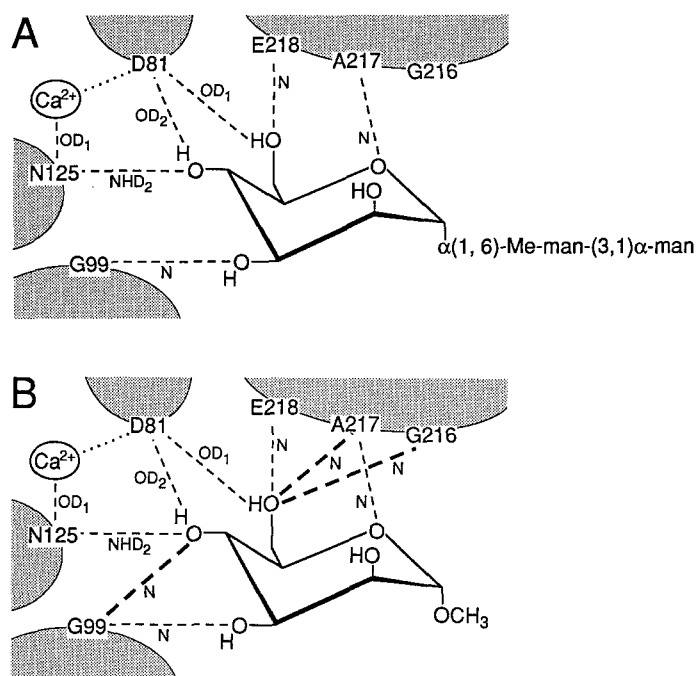 A
E218
D81
A217
G216
Ca²⁺
OD₁
N
OD₂
OD₁
H
HO
N
N125
NHD₂
O
O
HO
α(1, 6)-Me-man-(3,1)α-man
G99
N
H
O
B
E218
D81
A217
G216
Ca²⁺
OD₁
N
N
N
OD₂
OD₁
H
HO
N
N125
NHD₂
O
O
HO
N
OCH₃
G99
N
H
O